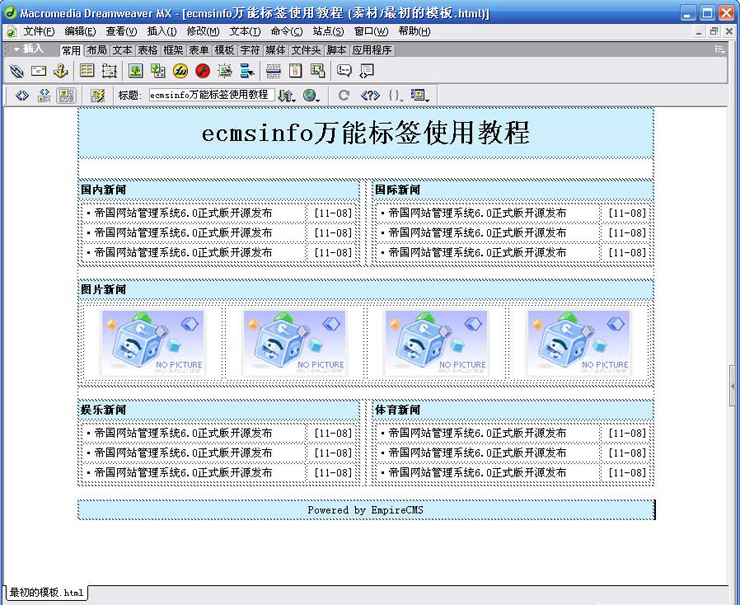 Macromedia Dreamweaver MX - [ecmsinfo万能标签使用教程 (素材/最初的模板.html)]
文件(F) 编辑(E) 查看(V) 插入(I) 修改(M) 文本(T) 命令(C) 站点(S) 窗口(W) 帮助(H)
插入 常用 布局 文本 表格 框架 表单 模板 字符 媒体 文件头 脚本 应用程序
标题: ecmsinfo万能标签使用教程
ecmsinfo万能标签使用教程
国内新闻 国际新闻
▪ 帝国网站管理系统6.0正式版开源发布 [11-08] ▪ 帝国网站管理系统6.0正式版开源发布 [11-08]
▪ 帝国网站管理系统6.0正式版开源发布 [11-08] ▪ 帝国网站管理系统6.0正式版开源发布 [11-08]
▪ 帝国网站管理系统6.0正式版开源发布 [11-08] ▪ 帝国网站管理系统6.0正式版开源发布 [11-08]
图片新闻
NO PICTURE NO PICTURE NO PICTURE NO PICTURE
娱乐新闻 体育新闻
▪ 帝国网站管理系统6.0正式版开源发布 [11-08] ▪ 帝国网站管理系统6.0正式版开源发布 [11-08]
▪ 帝国网站管理系统6.0正式版开源发布 [11-08] ▪ 帝国网站管理系统6.0正式版开源发布 [11-08]
▪ 帝国网站管理系统6.0正式版开源发布 [11-08] ▪ 帝国网站管理系统6.0正式版开源发布 [11-08]
Powered by EmpireCMS
最初的模板.html